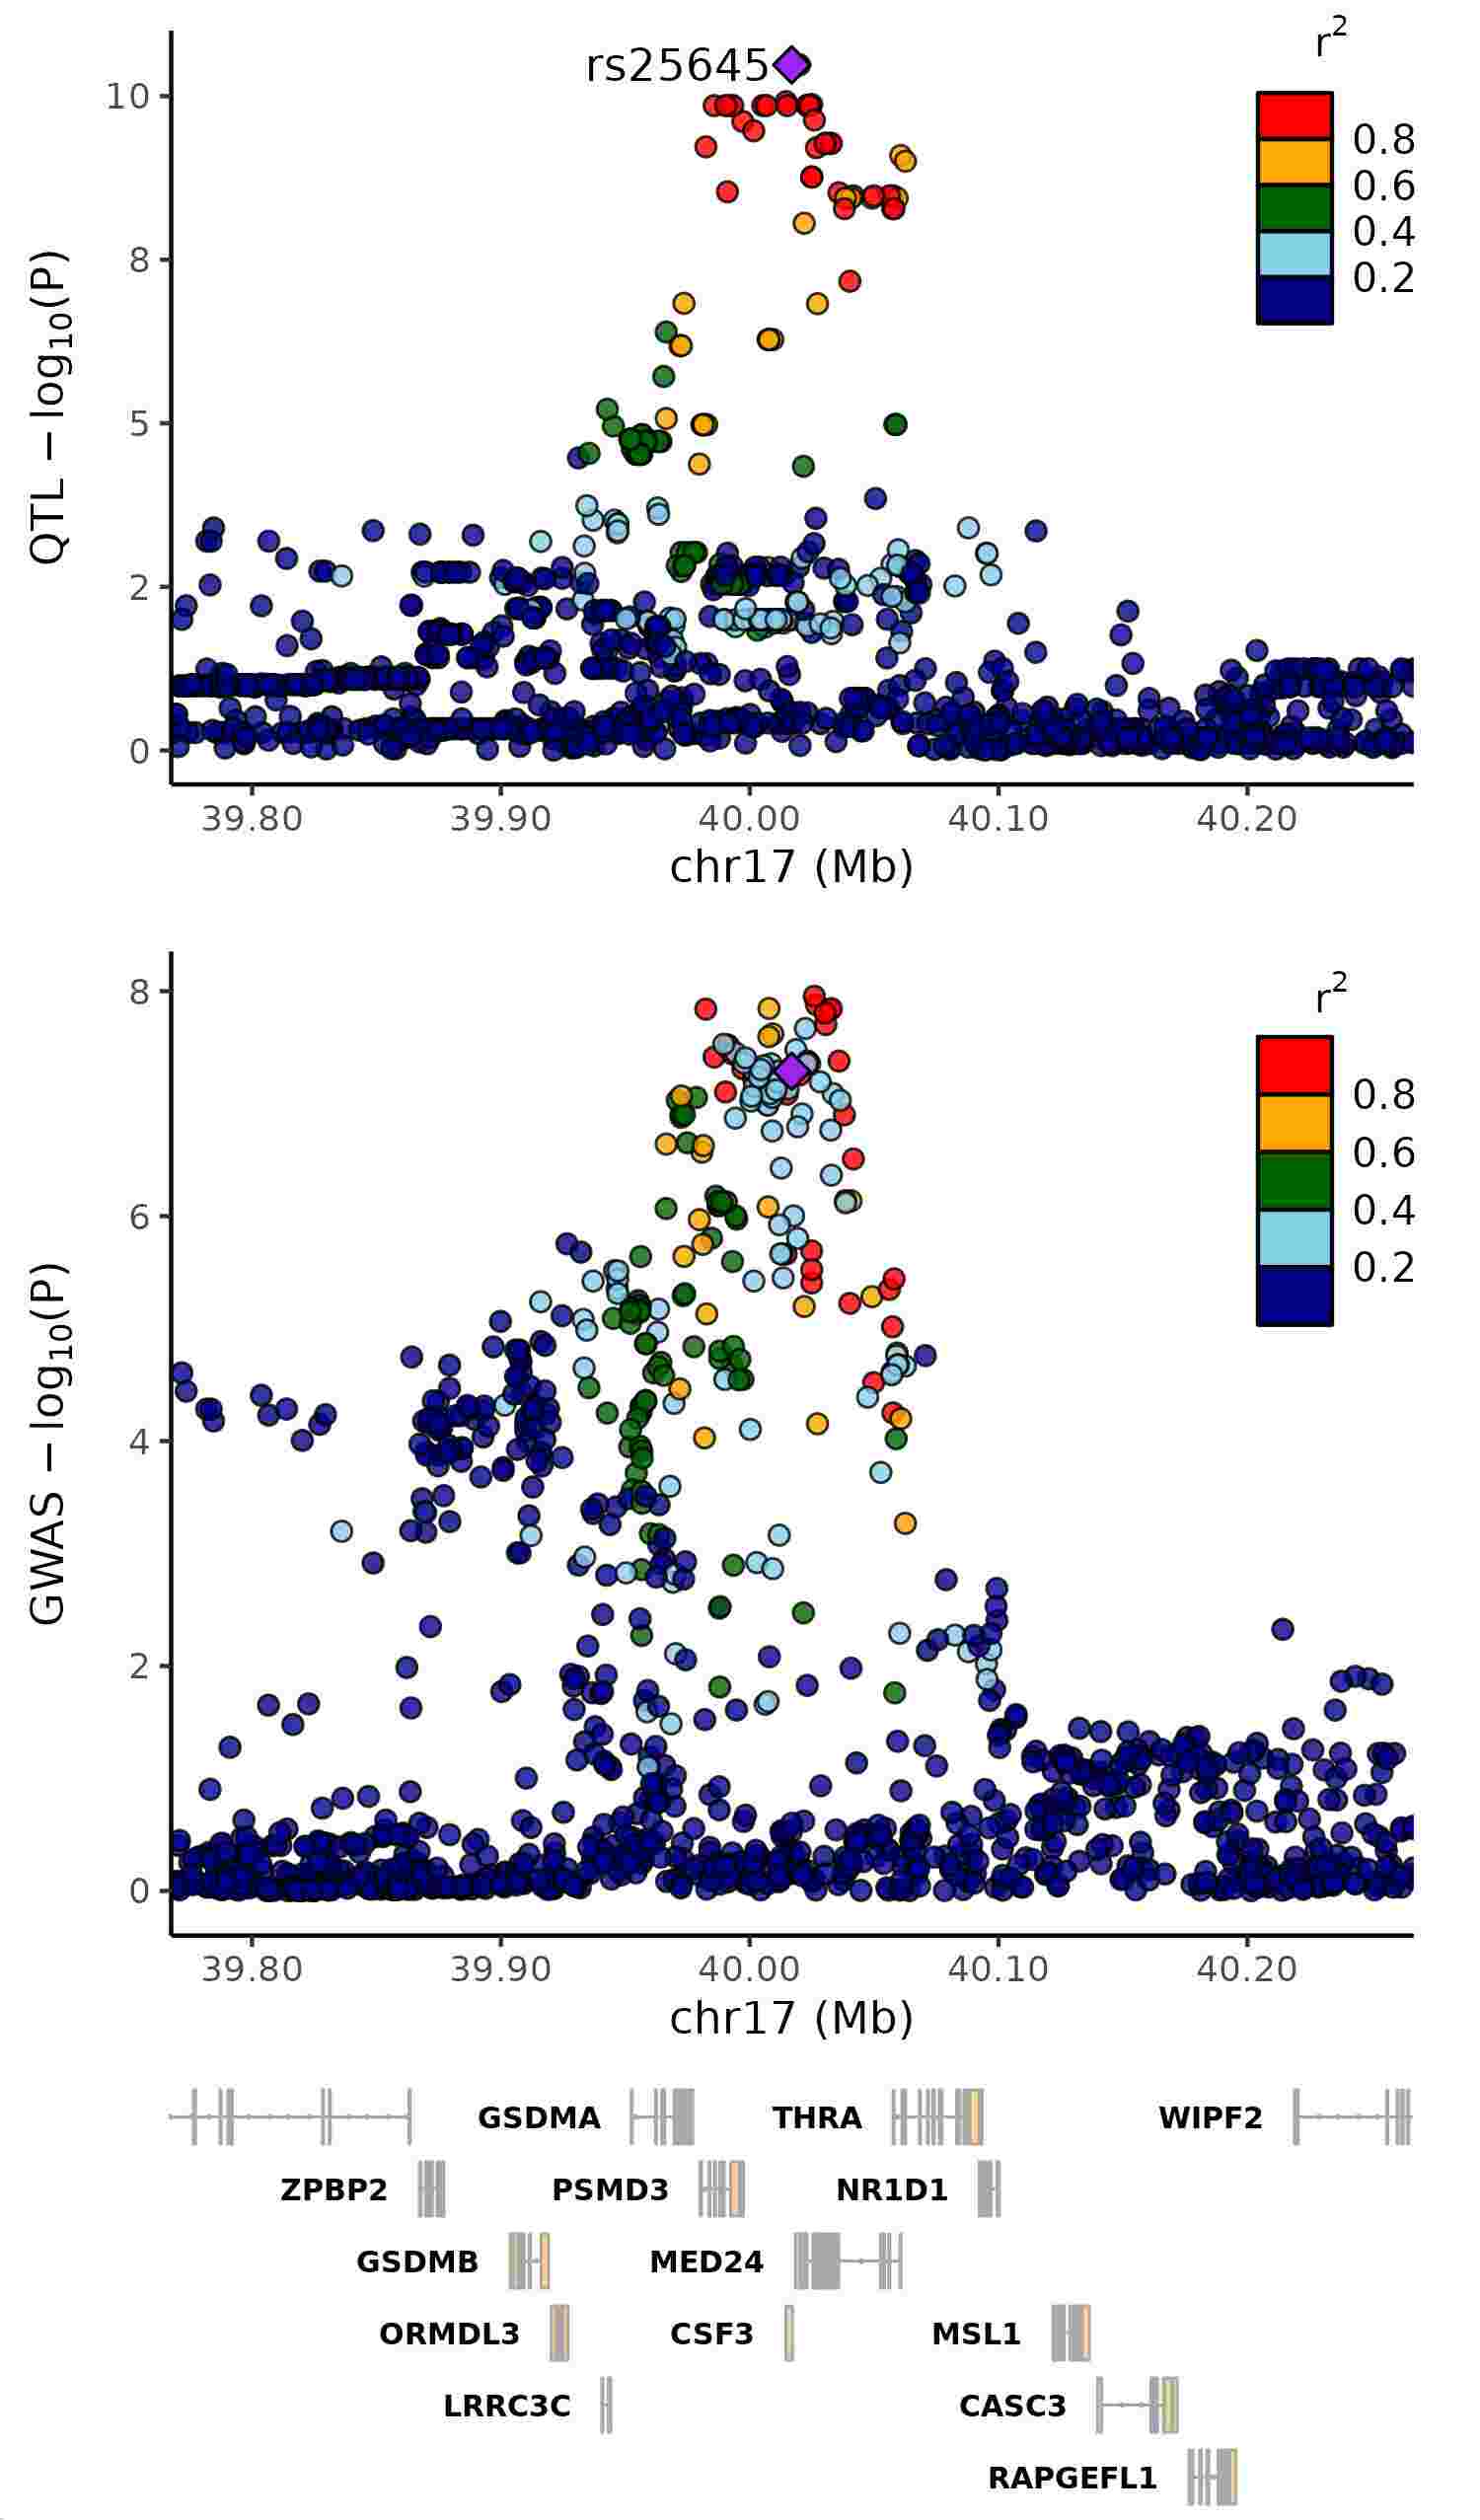 rs25645
r2
0.8
0.6
0.4
0.2
10
8
5
2
0
QTL −log10(P)
39.80 39.90 40.00 40.10 40.20
chr17 (Mb)
r2
0.8
0.6
0.4
0.2
8
6
4
2
0
GWAS −log10(P)
39.80 39.90 40.00 40.10 40.20
chr17 (Mb)
GSDMA THRA WIPF2
ZPBP2 PSMD3 NR1D1
GSDMB MED24
ORMDL3 CSF3 MSL1
LRRC3C CASC3
RAPGEFL1